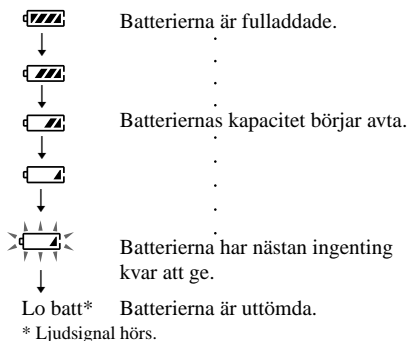 Batterierna är fulladdade.
Batteriernas kapacitet börjar avta.
Batterierna har nästan ingenting
kvar att ge.
Lo batt* Batterierna är uttömda.
* Ljudsignal hörs.